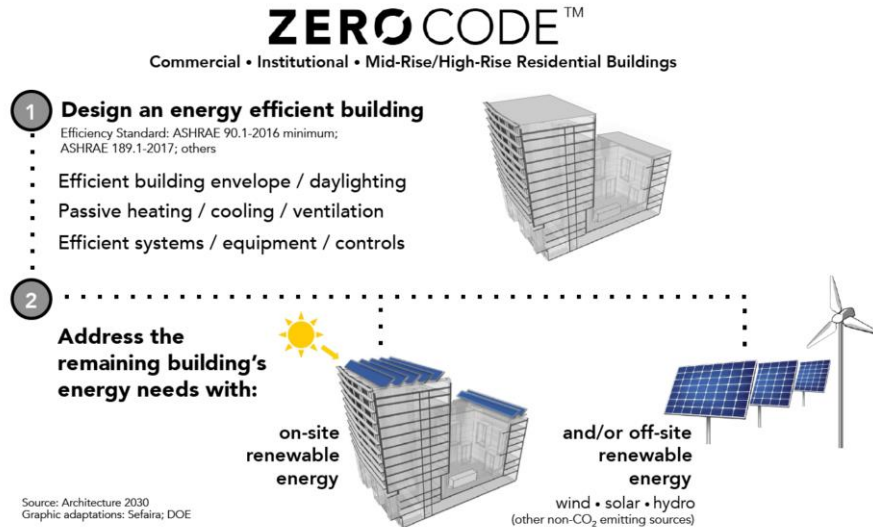 ZERO CODE™
Commercial • Institutional • Mid-Rise/High-Rise Residential Buildings
1
Design an energy efficient building
Efficiency Standard: ASHRAE 90.1-2016 minimum;
ASHRAE 189.1-2017; others
Efficient building envelope / daylighting
Passive heating / cooling / ventilation
Efficient systems / equipment / controls
2
Address the
remaining building's
energy needs with:
on-site
renewable
energy
and/or off-site
renewable
energy
wind • solar • hydro
(other non-CO₂ emitting sources)
Source: Architecture 2030
Graphic adaptations: Sefaira; DOE